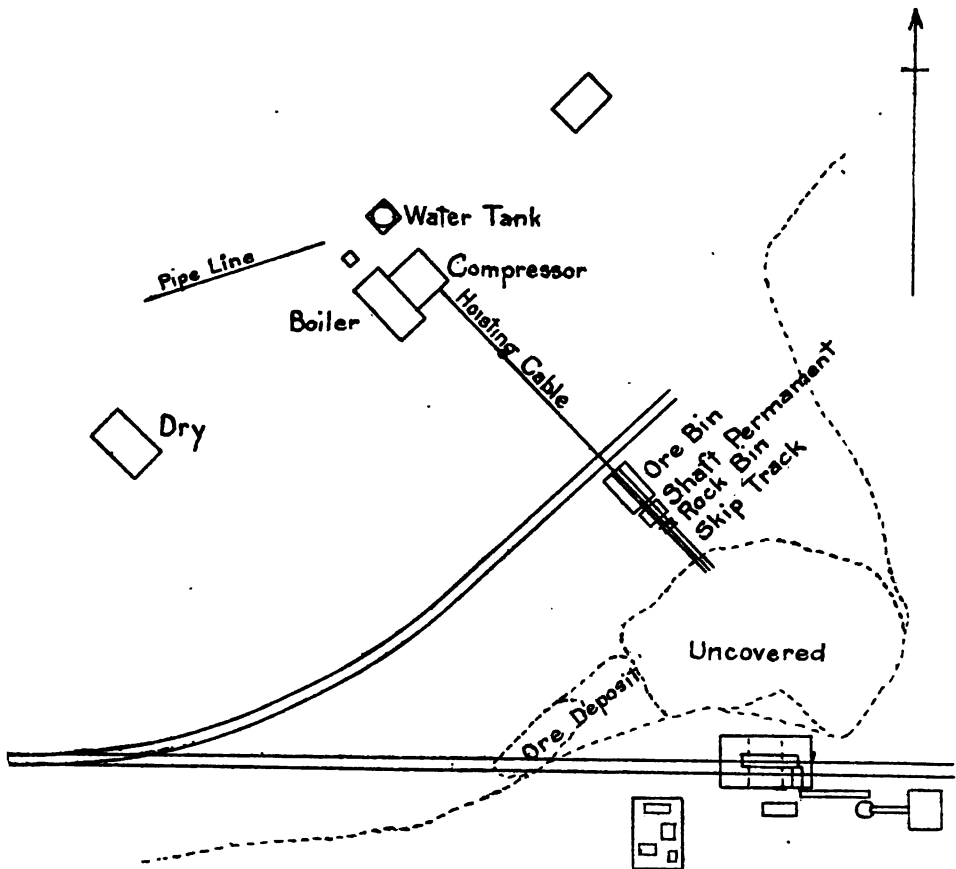 Water Tank
Pipe Line
Compressor
Boiler
Hoisting Cable
Dry
Ore Bin
Shaft Permament
Rock Bin
Skip Track
Uncovered
Ore Deposit